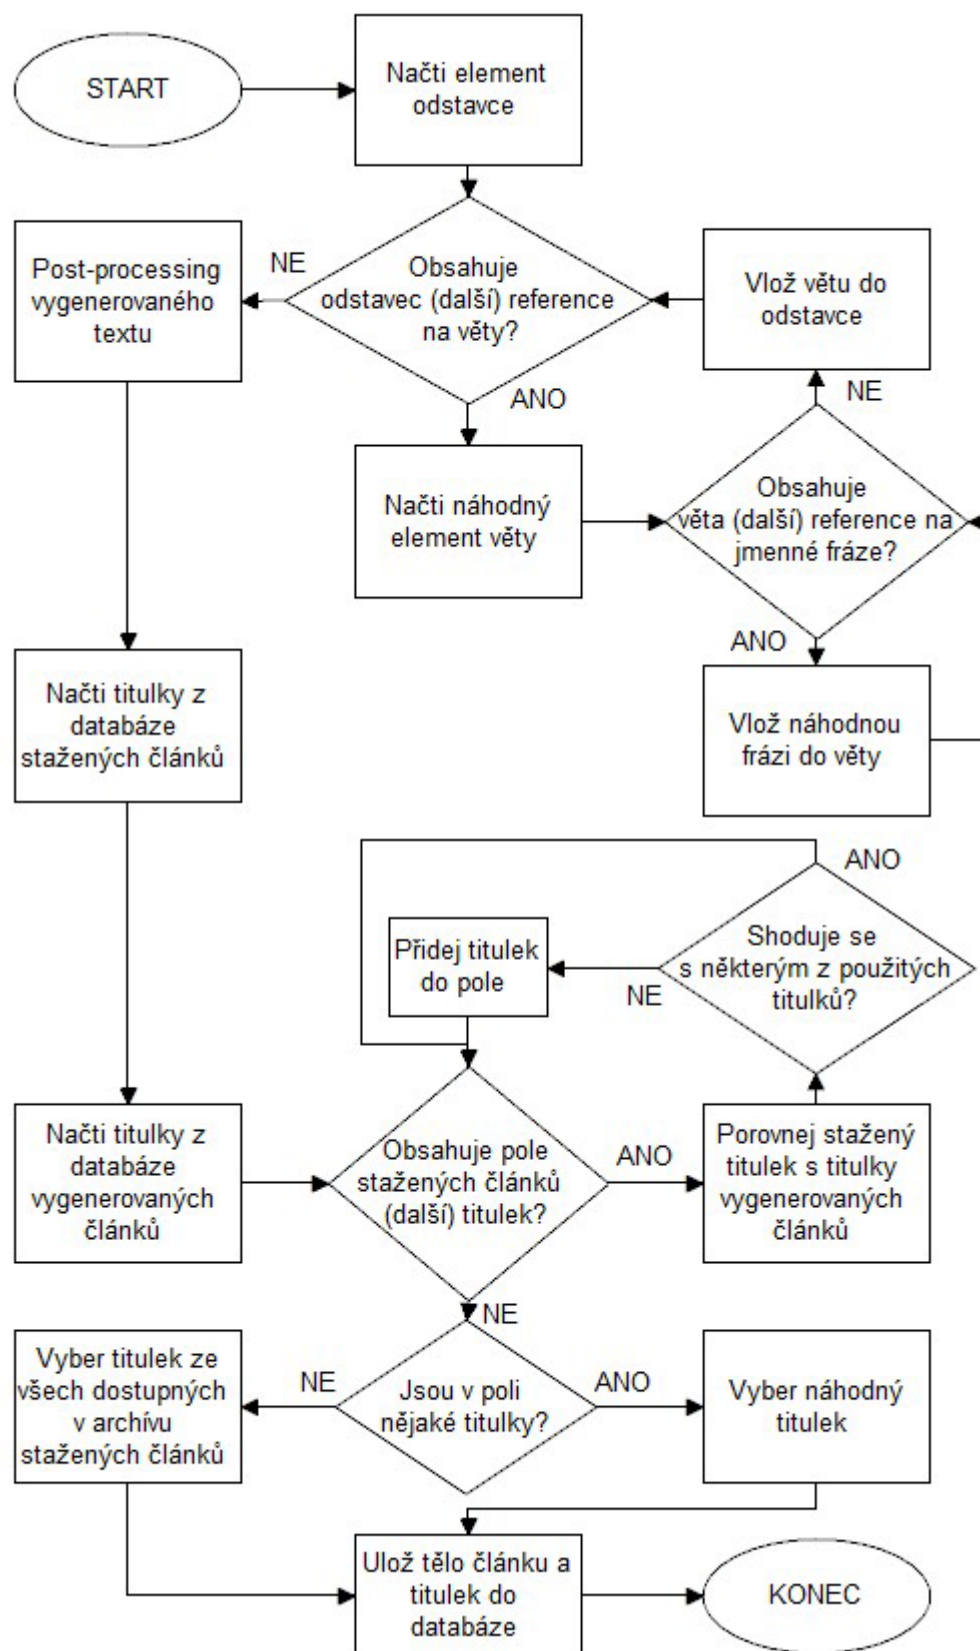 START
Načti element
odstavce
Post-processing
vygenerovaného
textu
NE
Obsahuje
odstavec (další) reference
na věty?
Vlož větu do
odstavce
ANO
NE
Načti náhodný
element věty
Obsahuje
věta (další) reference na
jmenné fráze?
ANO
Načti titulky z
databáze
stažených článků
Vlož náhodnou
frázi do věty
ANO
Přidej titulek
do pole
NE
Shoduje se
s některým z použitých
titulků?
Načti titulky z
databáze
vygenerovaných
článků
Obsahuje pole
stažených článků
(další) titulek?
ANO
Porovnej stažený
titulek s titulky
vygenerovaných
článků
NE
Vyber titulek ze
všech dostupných
v archívu
stažených článků
NE
Jsou v poli
nějaké titulky?
ANO
Vyber náhodný
titulek
Ulož tělo článku a
titulek do
databáze
KONEC